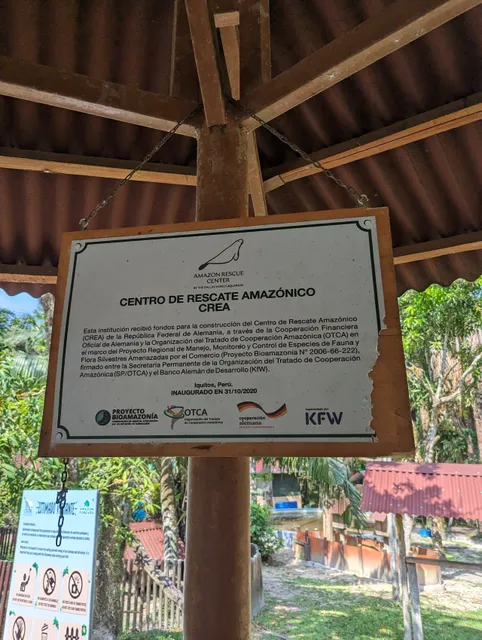 AMAZON RESCUE
CENTER
BY THE DALLAS WORLD AQUARIUM
CENTRO DE RESCATE AMAZÓNICO
CREA
Esta institución recibió fondos para la construcción del Centro de Rescate Amazónico
(CREA) de la República Federal de Alemania, a través de la Cooperación Financiera
Oficial de Alemania y la Organización del Tratado de Cooperación Amazónica (OTCA) en
el marco del Proyecto Regional de Manejo, Monitoreo y Control de Especies de Fauna y
Flora Silvestres Amenazadas por el Comercio (Proyecto Bioamazonía N° 2006-66-222),
firmado entre la Secretaría Permanente de la Organización del Tratado de Cooperación
Amazónica (SP/OTCA) y el Banco Alemán de Desarrollo (KfW).
Iquitos, Perú.
INAUGURADO EN 31/10/2020
PROYECTO
BIOAMAZONÍA
OTCA
cooperación
alemana
KFW